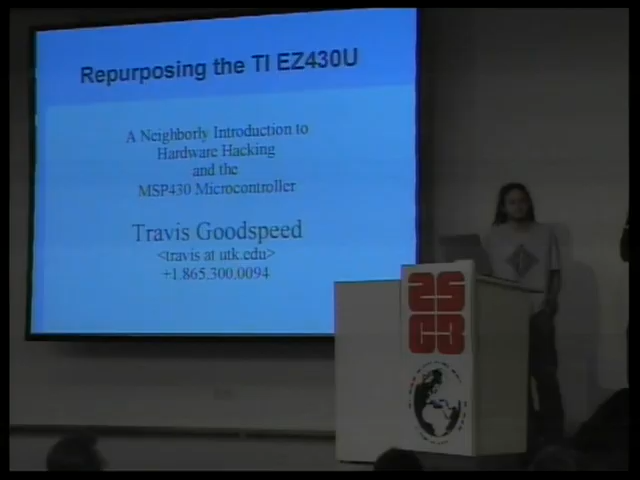 Repurposing the TI EZ430U
A Neighborly Introduction to
Hardware Hacking
and the
MSP430 Microcontroller
Travis Goodspeed
<travis at utk.edu>
+1.865.300.0094
25
C3